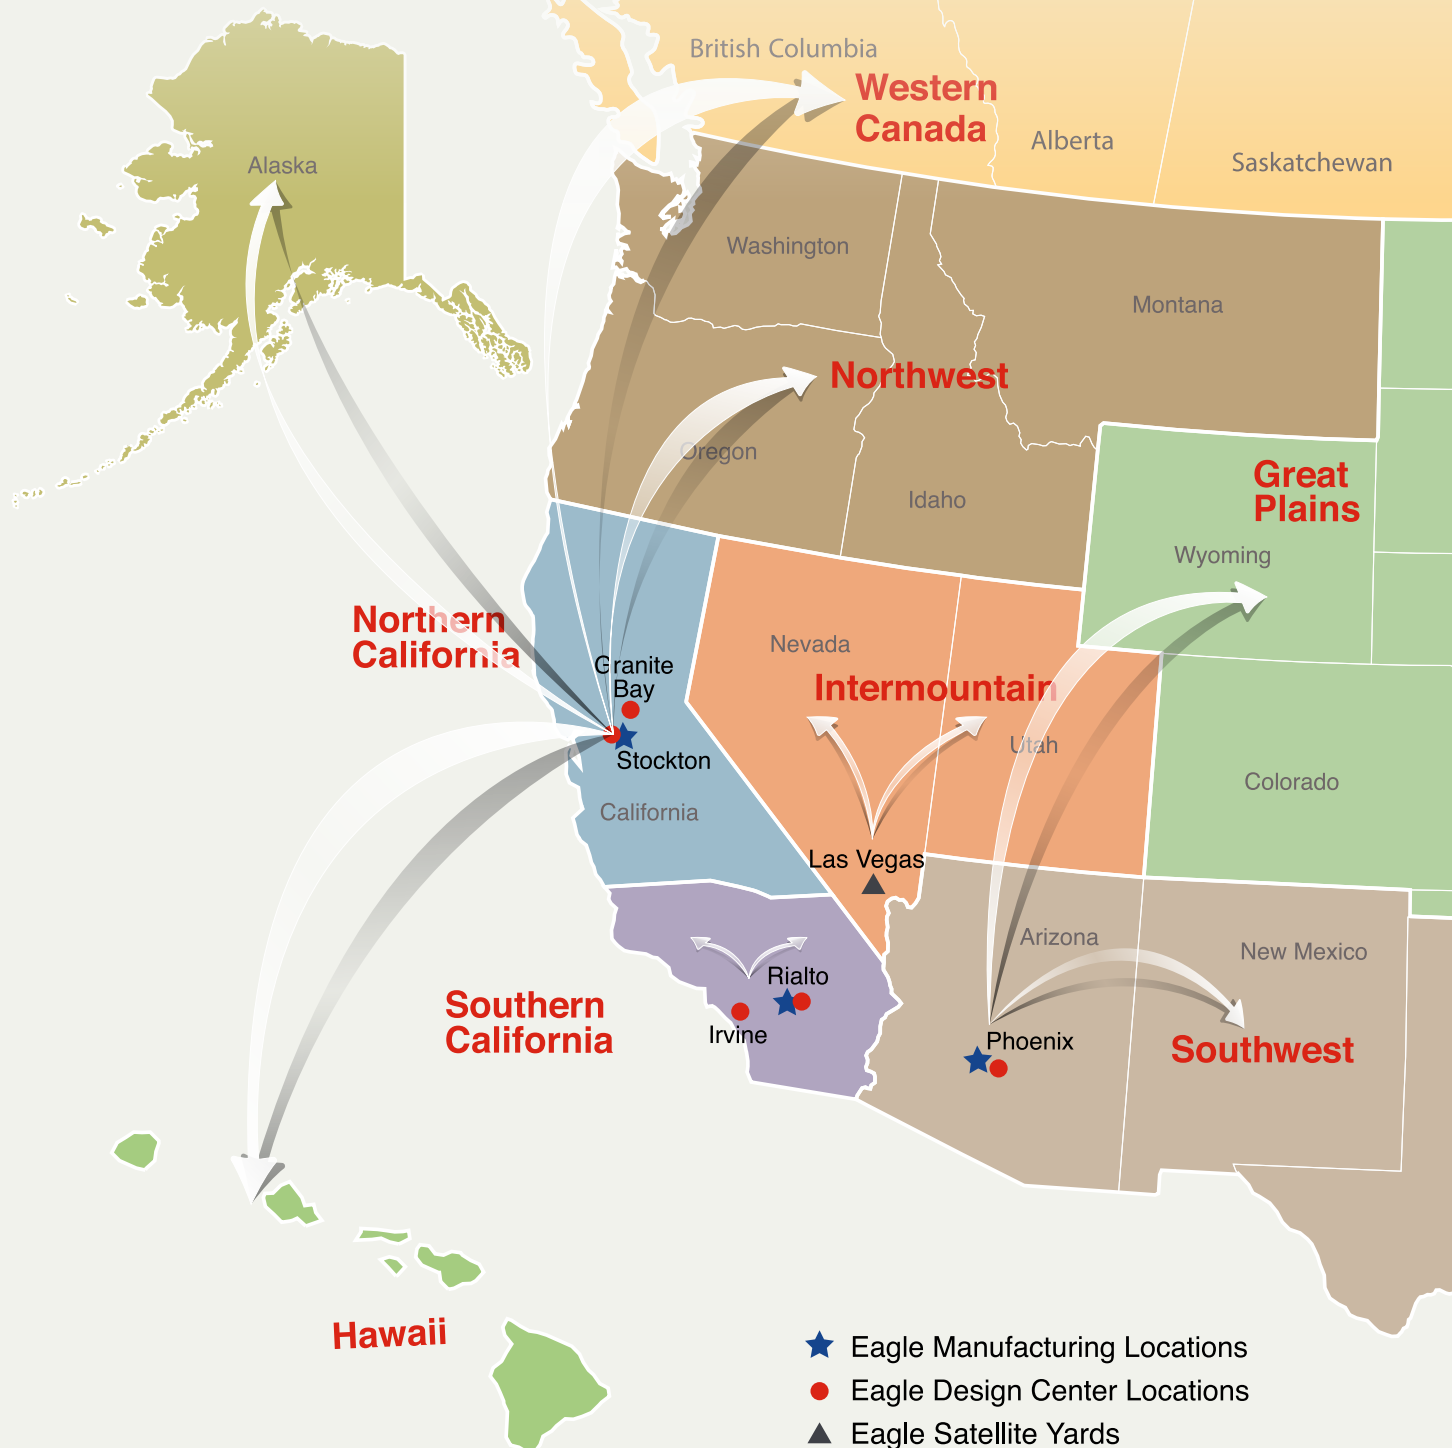 British Columbia
Western
Canada
Alberta
Saskatchewan
Alaska
Washington
Montana
Northwest
Oregon
Idaho
Great
Plains
Wyoming
Northern
California
Granite
Bay
Nevada
Intermountain
Utah
Stockton
Colorado
California
Las Vegas
Arizona
New Mexico
Rialto
Southern
California
Irvine
Phoenix
Southwest
Hawaii
Eagle Manufacturing Locations
Eagle Design Center Locations
Eagle Satellite Yards